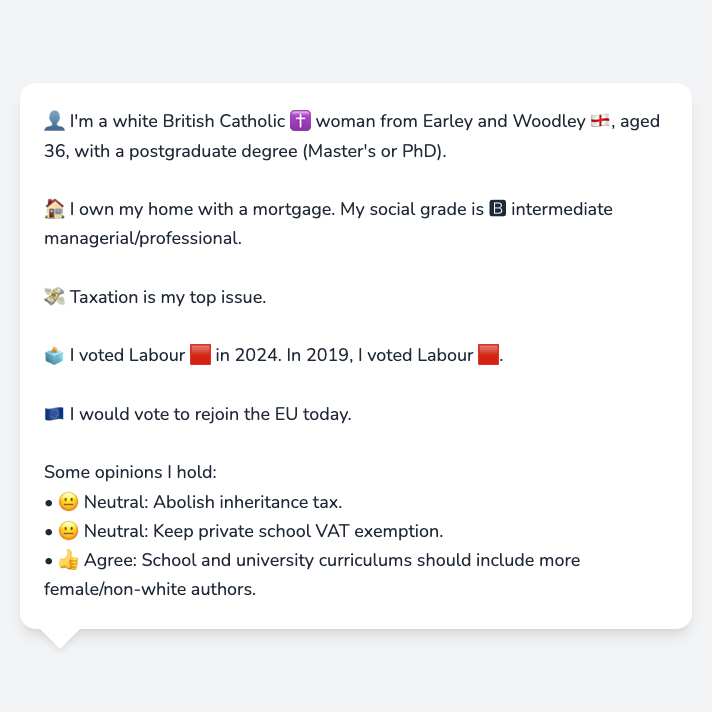 👤 I'm a white British Catholic ✝️ woman from Earley and Woodley 🏴󠁧󠁢󠁥󠁮󠁧󠁿, aged
36, with a postgraduate degree (Master's or PhD).
🏠 I own my home with a mortgage. My social grade is 🅱 intermediate
managerial/professional.
💸 Taxation is my top issue.
🗳️ I voted Labour 🟥 in 2024. In 2019, I voted Labour 🟥.
🇪🇺 I would vote to rejoin the EU today.
Some opinions I hold:
• 😐 Neutral: Abolish inheritance tax.
• 😐 Neutral: Keep private school VAT exemption.
• 👍 Agree: School and university curriculums should include more
female/non-white authors.